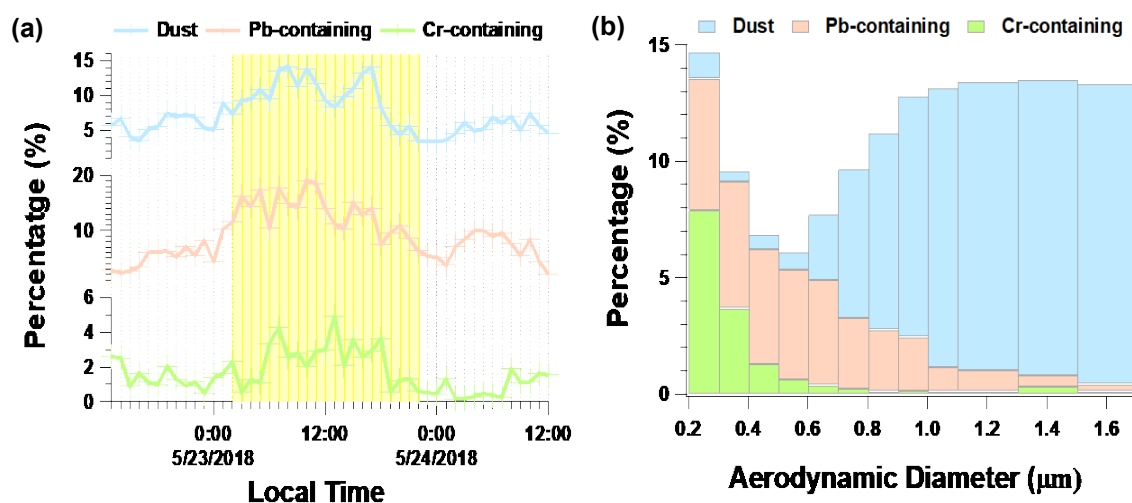 (a)
Dust Pb-containing Cr-containing
15
10
5
20
10
6
4
2
0
Percentatge (%)
0:00 12:00 0:00 12:00
5/23/2018 5/24/2018
Local Time
(b)
Dust Pb-containing Cr-containing
15
10
5
0
Percentage (%)
0.2 0.4 0.6 0.8 1.0 1.2 1.4 1.6
Aerodynamic Diameter (μm)